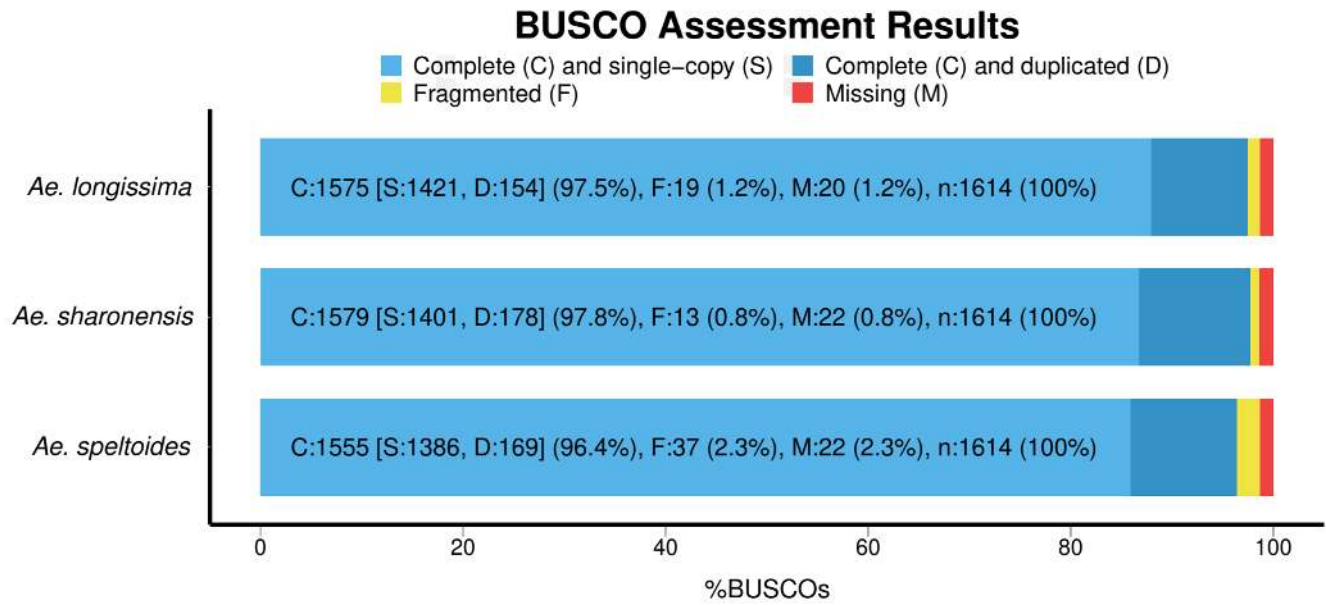 BUSCO Assessment Results
Complete (C) and single−copy (S) Complete (C) and duplicated (D)
Fragmented (F) Missing (M)
Ae. longissima C:1575 [S:1421, D:154] (97.5%), F:19 (1.2%), M:20 (1.2%), n:1614 (100%)
Ae. sharonensis C:1579 [S:1401, D:178] (97.8%), F:13 (0.8%), M:22 (0.8%), n:1614 (100%)
Ae. speltoides C:1555 [S:1386, D:169] (96.4%), F:37 (2.3%), M:22 (2.3%), n:1614 (100%)
0 20 40 60 80 100
%BUSCOs